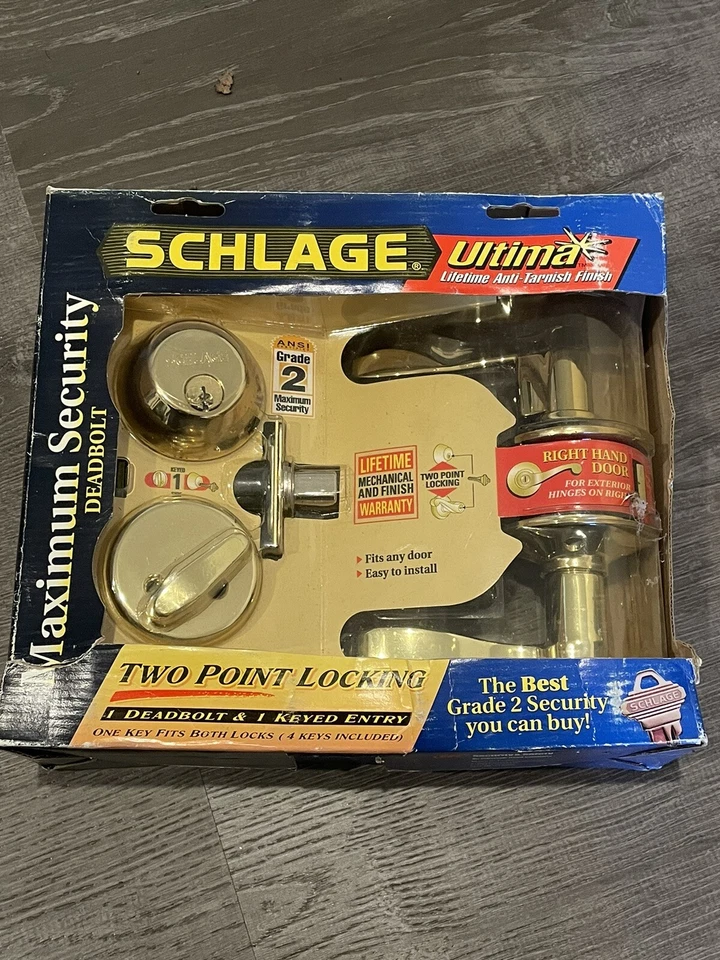 SCHLAGE®
Ultima™
Lifetime Anti-Tarnish Finish
Maximum Security
DEADBOLT
SCHLAGE
ANSI
Grade
2
Maximum
Security
KEYED
1
LIFETIME
MECHANICAL
AND FINISH
WARRANTY
TWO POINT
LOCKING
RIGHT HAND
DOOR
FOR EXTERIOR
HINGES ON RIGHT
Fits any door
Easy to install
TWO POINT LOCKING
1 DEADBOLT & 1 KEYED ENTRY
ONE KEY FITS BOTH LOCKS (4 KEYS INCLUDED)
The Best
Grade 2 Security
you can buy!
SCHLAGE